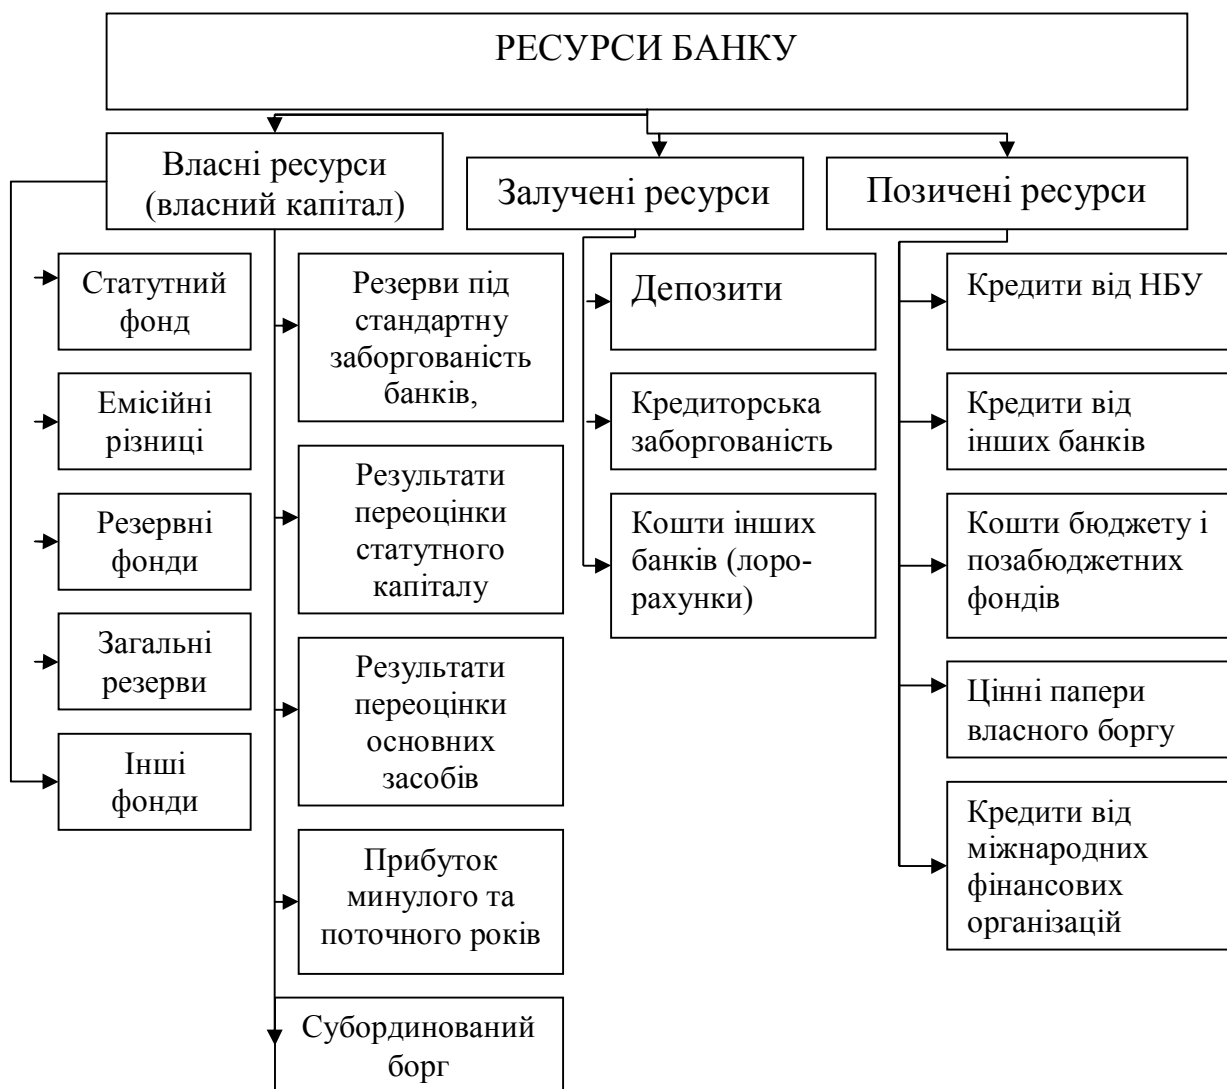 РЕСУРСИ БАНКУ
Власні ресурси
(власний капітал)
Залучені ресурси
Позичені ресурси
Статутний
фонд
Емісійні
різниці
Резервні
фонди
Загальні
резерви
Інші
фонди
Резерви під
стандартну
заборгованість
банків,
Результати
переоцінки
статутного
капіталу
Результати
переоцінки
основних
засобів
Прибуток
минулого та
поточного років
Субординований
борг
Депозити
Кредиторська
заборгованість
Кошти інших
банків (лоро-
рахунки)
Кредити від НБУ
Кредити від
інших банків
Кошти бюджету і
позабюджетних
фондів
Цінні папери
власного боргу
Кредити від
міжнародних
фінансових
організацій